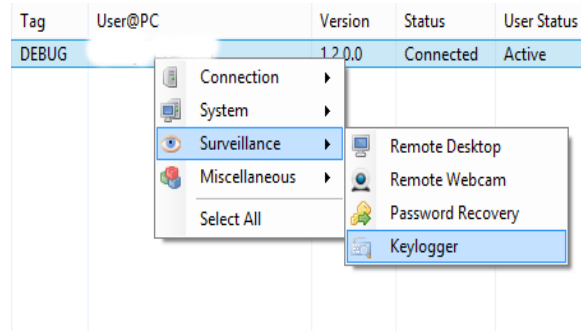 Tag User@PC Version Status User Status
DEBUG 1.2.0.0 Connected Active
Connection
System
Surveillance
Miscellaneous
Select All
Remote Desktop
Remote Webcam
Password Recovery
Keylogger